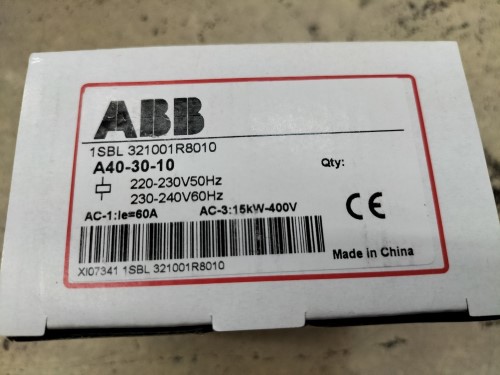 ABB
1SBL 321001R8010
A40-30-10
Qty:
220-230V50Hz
230-240V60Hz
AC-1:Ie=60A AC-3:15kW-400V
CE
XI07341 1SBL 321001R8010
Made in China